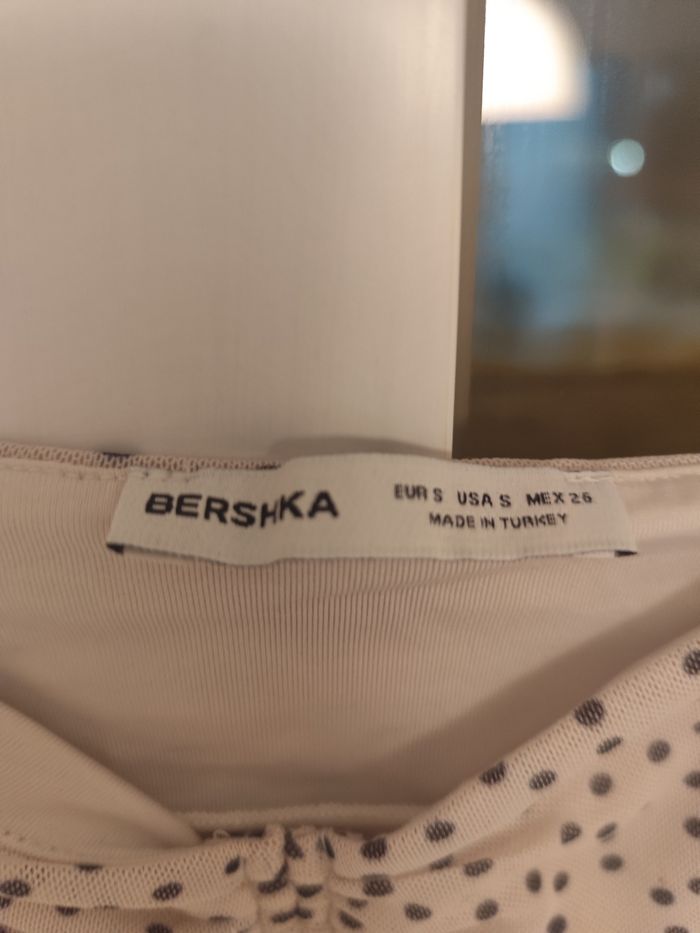 BERSHKA
EUR S USA S MEX 26
MADE IN TURKEY